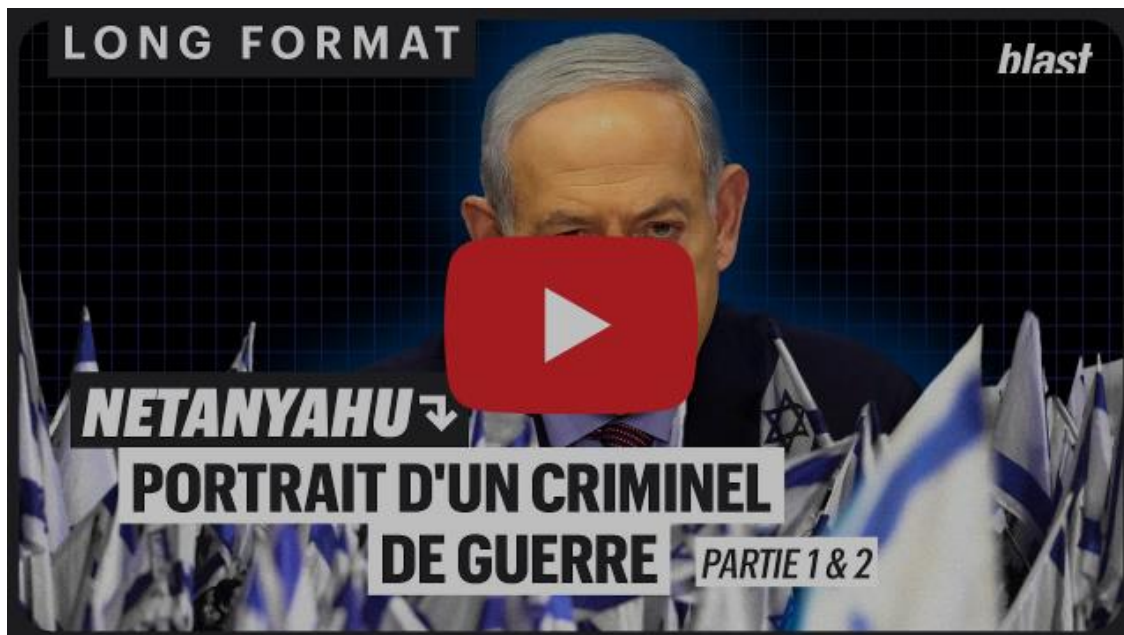 LONG FORMAT
blast
NETANYAHU
PORTRAIT D'UN CRIMINEL
DE GUERRE
PARTIE 1 & 2